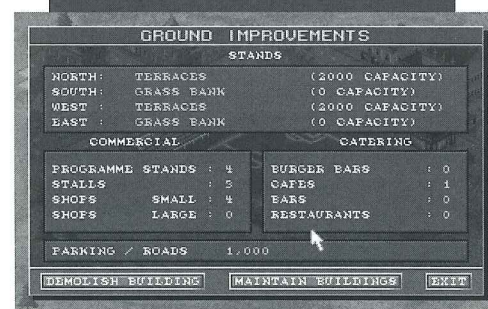 GROUND IMPROVEMENTS
STANDS
NORTH: TERRACES (2000 CAPACITY)
SOUTH: GRASS BANK (0 CAPACITY)
WEST : TERRACES (2000 CAPACITY)
EAST : GRASS BANK (0 CAPACITY)
COMMERCIAL
PROGRAMME STANDS : 4
STALLS : 5
SHOPS SMALL : 4
SHOPS LARGE : 0
CATERING
BURGER BARS : 0
CAFES : 1
BARS : 0
RESTAURANTS : 0
PARKING / ROADS 1,000
DEMOLISH BUILDING MAINTAIN BUILDINGS EXIT